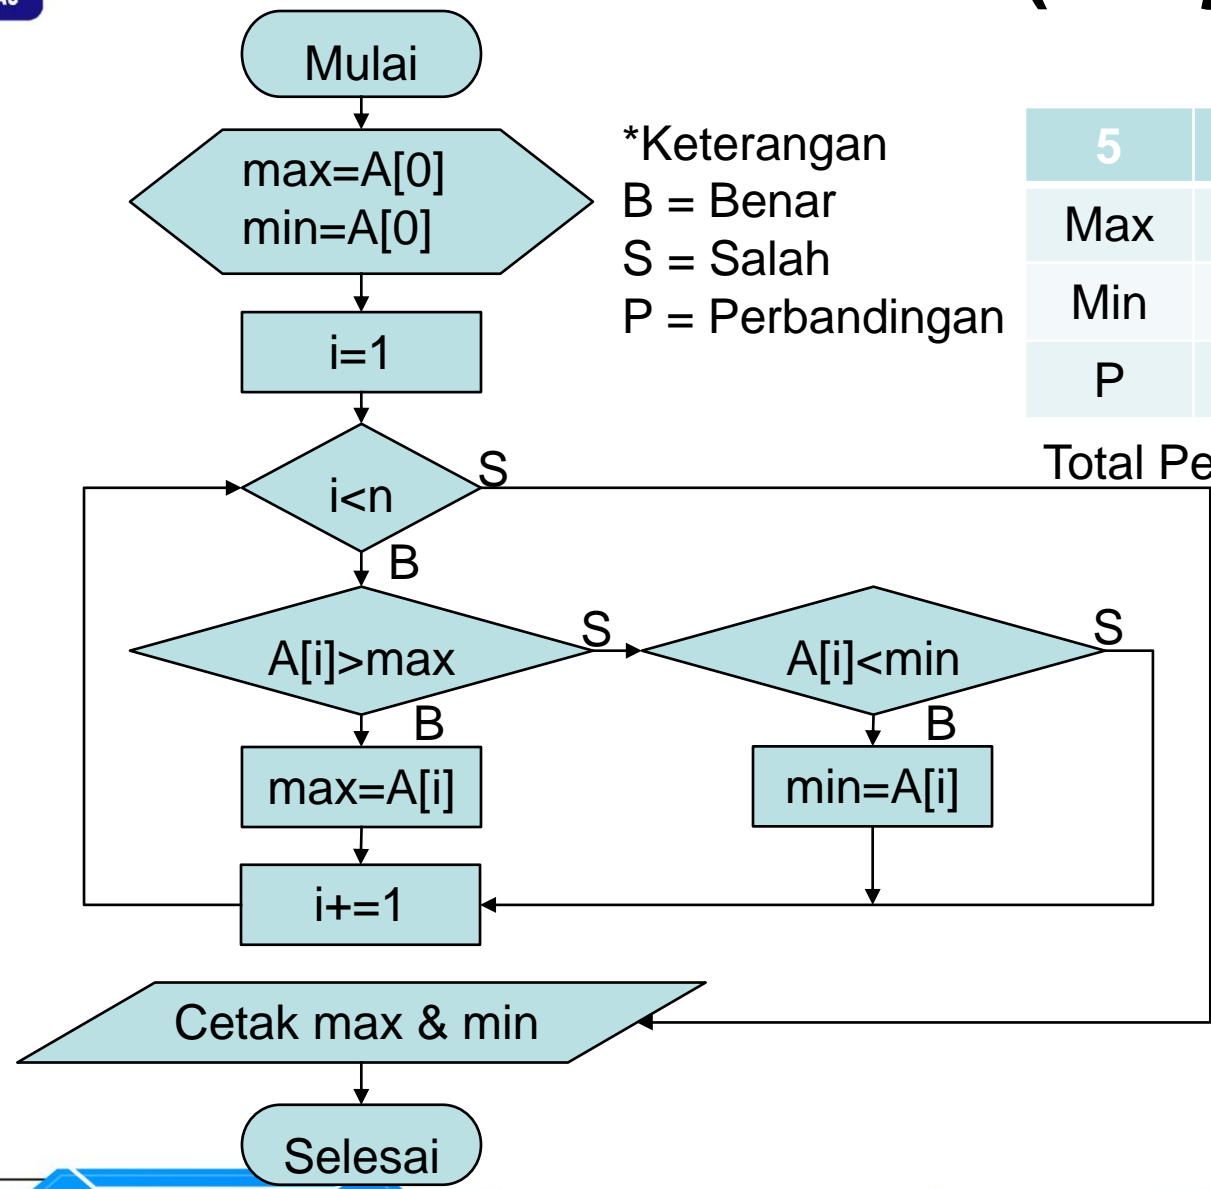 Mulai
max=A[0]
min=A[0]
*Keterangan
B = Benar
S = Salah
P = Perbandingan
5
Max
Min
P
Total
i=1
i<n
S
B
A[i]>max
S
A[i]<min
S
B
B
max=A[i]
min=A[i]
i+=1
Cetak max & min
Selesai